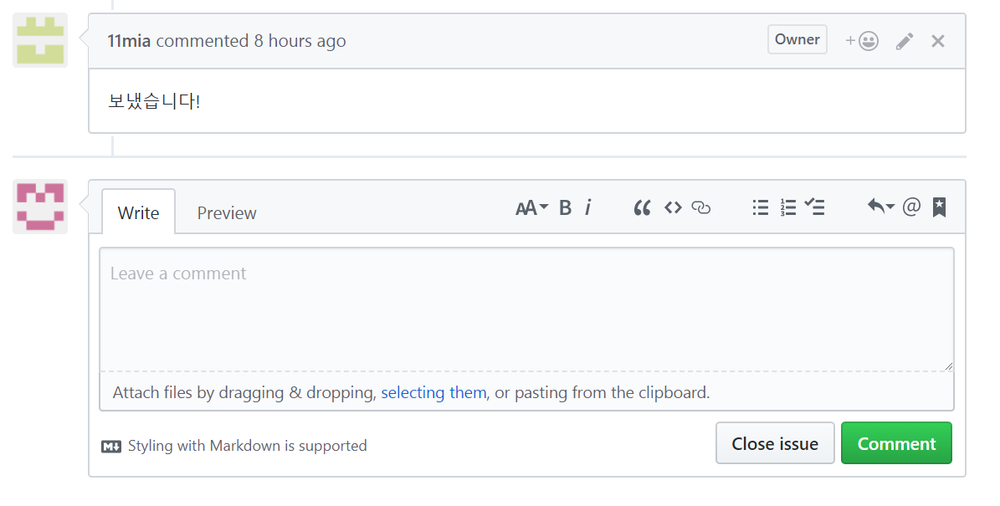 11mia commented 8 hours ago Owner
보냈습니다!
Write Preview AA B i @
Leave a comment
Attach files by dragging & dropping, selecting them, or pasting from the clipboard.
Styling with Markdown is supported Close issue Comment